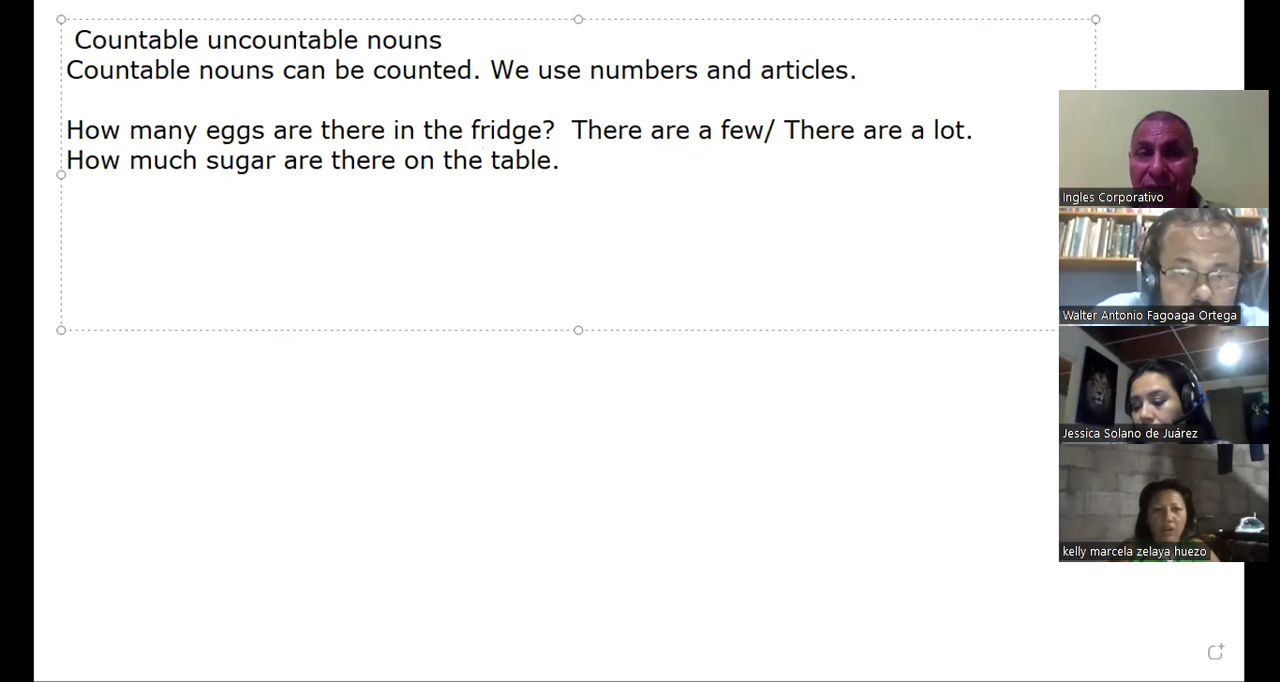 Countable uncountable nouns
Countable nouns can be counted. We use numbers and articles.
How many eggs are there in the fridge?  There are a few/ There are a lot.
How much sugar are there on the table.
Ingles Corporativo
Walter Antonio Fagoaga Ortega
Jessica Solano de Juárez
kelly marcela zelaya huezo